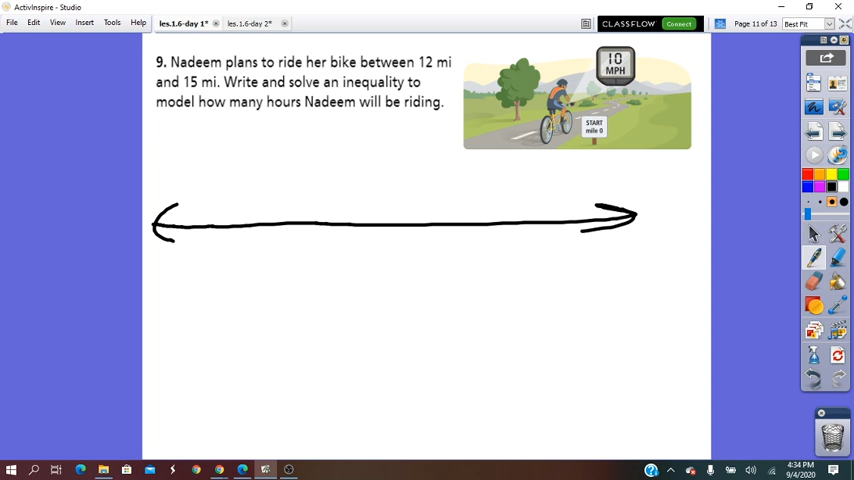 ActivInspire - Studio
File Edit View Insert Tools Help
les.1.6-day 1*
les.1.6-day 2*
CLASSFLOW Connect
Page 11 of 13
Best Fit
9. Nadeem plans to ride her bike between 12 mi
and 15 mi. Write and solve an inequality to
model how many hours Nadeem will be riding.
10
MPH
START
mile 0
4:34 PM
9/4/2020